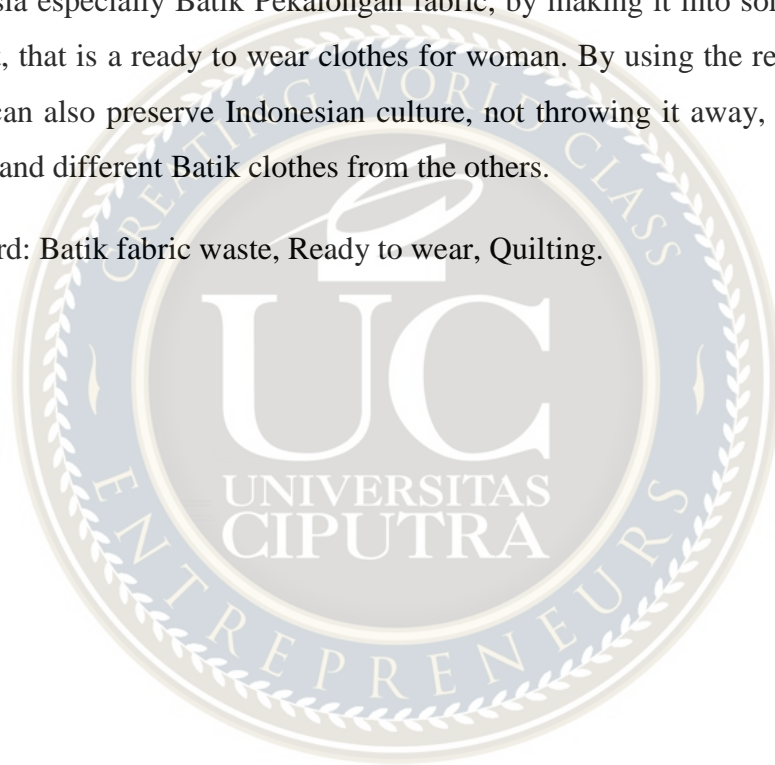 sia especially Batik Pekalongan fabric, by making it into so
, that is a ready to wear clothes for woman. By using the re
can also preserve Indonesian culture, not throwing it away,
and different Batik clothes from the others.
rd: Batik fabric waste, Ready to wear, Quilting.
CREATING WORLD CLASS
UC
UNIVERSITAS
CIPUTRA
ENTREPRENEURS